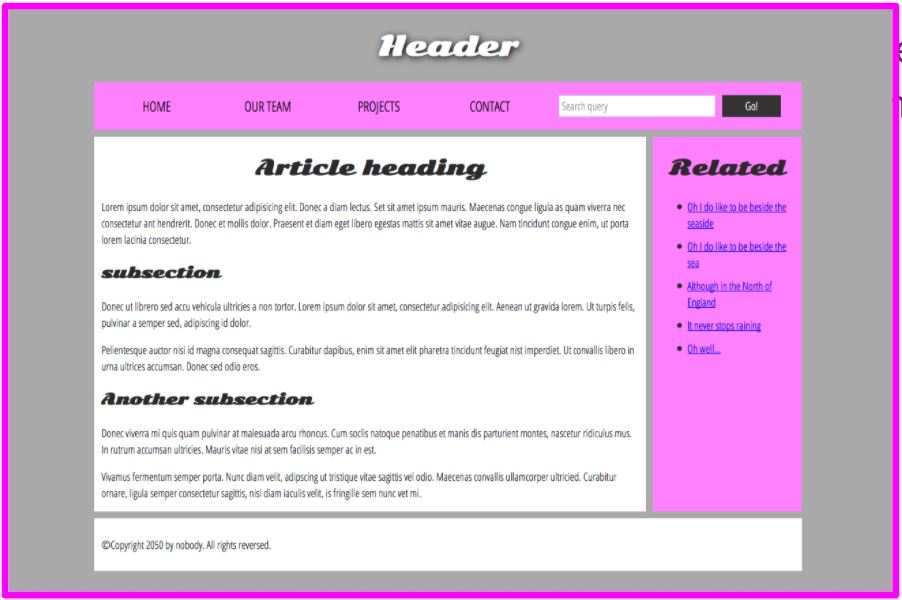 Header
HOME OUR TEAM PROJECTS CONTACT Search query Go!
Article heading
Lorem ipsum dolor sit amet, consectetur adipisicing elit. Donec a diam lectus. Set sit amet ipsum mauris. Maecenas congue ligula as quam viverra nec
consectetur ant hendrerit. Donec et mollis dolor. Praesent et diam eget libero egestas mattis sit amet vitae augue. Nam tincidunt congue enim, ut porta
lorem lacinia consectetur.
subsection
Donec ut librero sed accu vehicula ultricies a non tortor. Lorem ipsum dolor sit amet, consectetur adipisicing elit. Aenean ut gravida lorem. Ut turpis felis,
pulvinar a semper sed, adipiscing id dolor.
Pelientesque auctor nisi id magna consequat sagittis. Curabitur dapibus, enim sit amet elit pharetra tincidunt feugiat nist imperdiet. Ut convallis libero in
urna ultrices accumsan. Donec sed odio eros.
Another subsection
Donec viverra mi quis quam pulvinar at malesuada arcu rhoncus. Cum soclis natoque penatibus et manis dis parturient montes, nascetur ridiculus mus.
In rutrum accumsan ultricies. Mauris vitae nisi at sem facilisis semper ac in est.
Vivamus fermentum semper porta. Nunc diam velit, adipscing ut tristique vitae sagittis vel odio. Maecenas convallis ullamcorper ultricied. Curabitur
ornare, ligula semper consectetur sagittis, nisi diam iaculis velit, is fringille sem nunc vet mi.
Related
Oh I do like to be beside the
seaside
Oh I do like to be beside the
sea
Although in the North of
England
It never stops raining
Oh well...
©Copyright 2050 by nobody. All rights reversed.